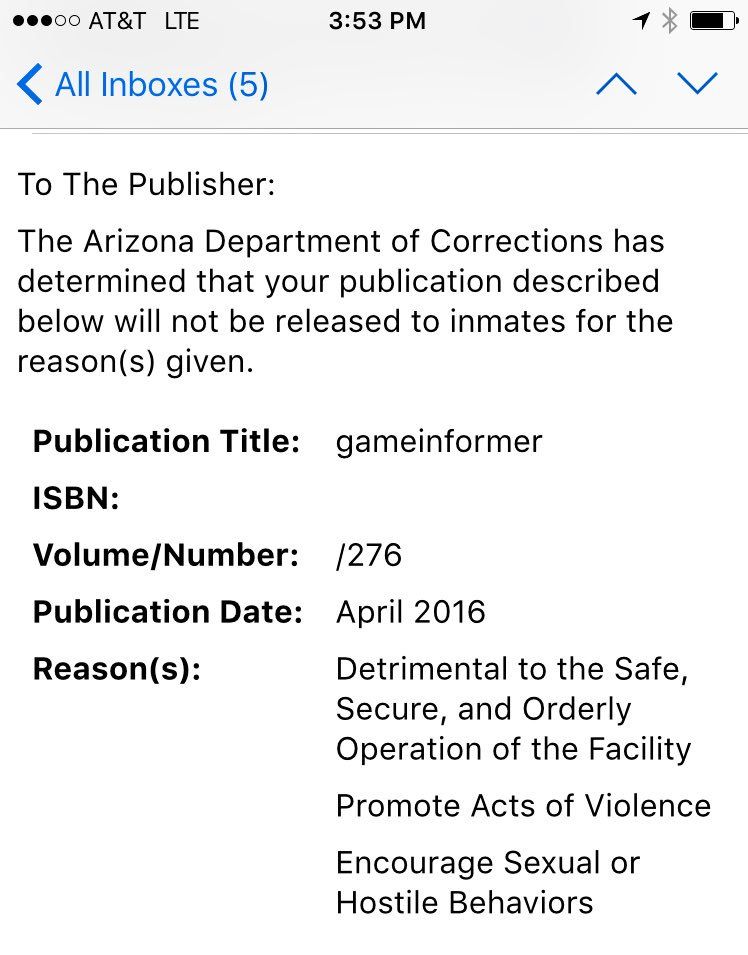 AT&T LTE 3:53 PM
All Inboxes (5)
To The Publisher:
The Arizona Department of Corrections has
determined that your publication described
below will not be released to inmates for the
reason(s) given.
Publication Title: gameinformer
ISBN:
Volume/Number: /276
Publication Date: April 2016
Reason(s): Detrimental to the Safe,
Secure, and Orderly
Operation of the Facility
Promote Acts of Violence
Encourage Sexual or
Hostile Behaviors